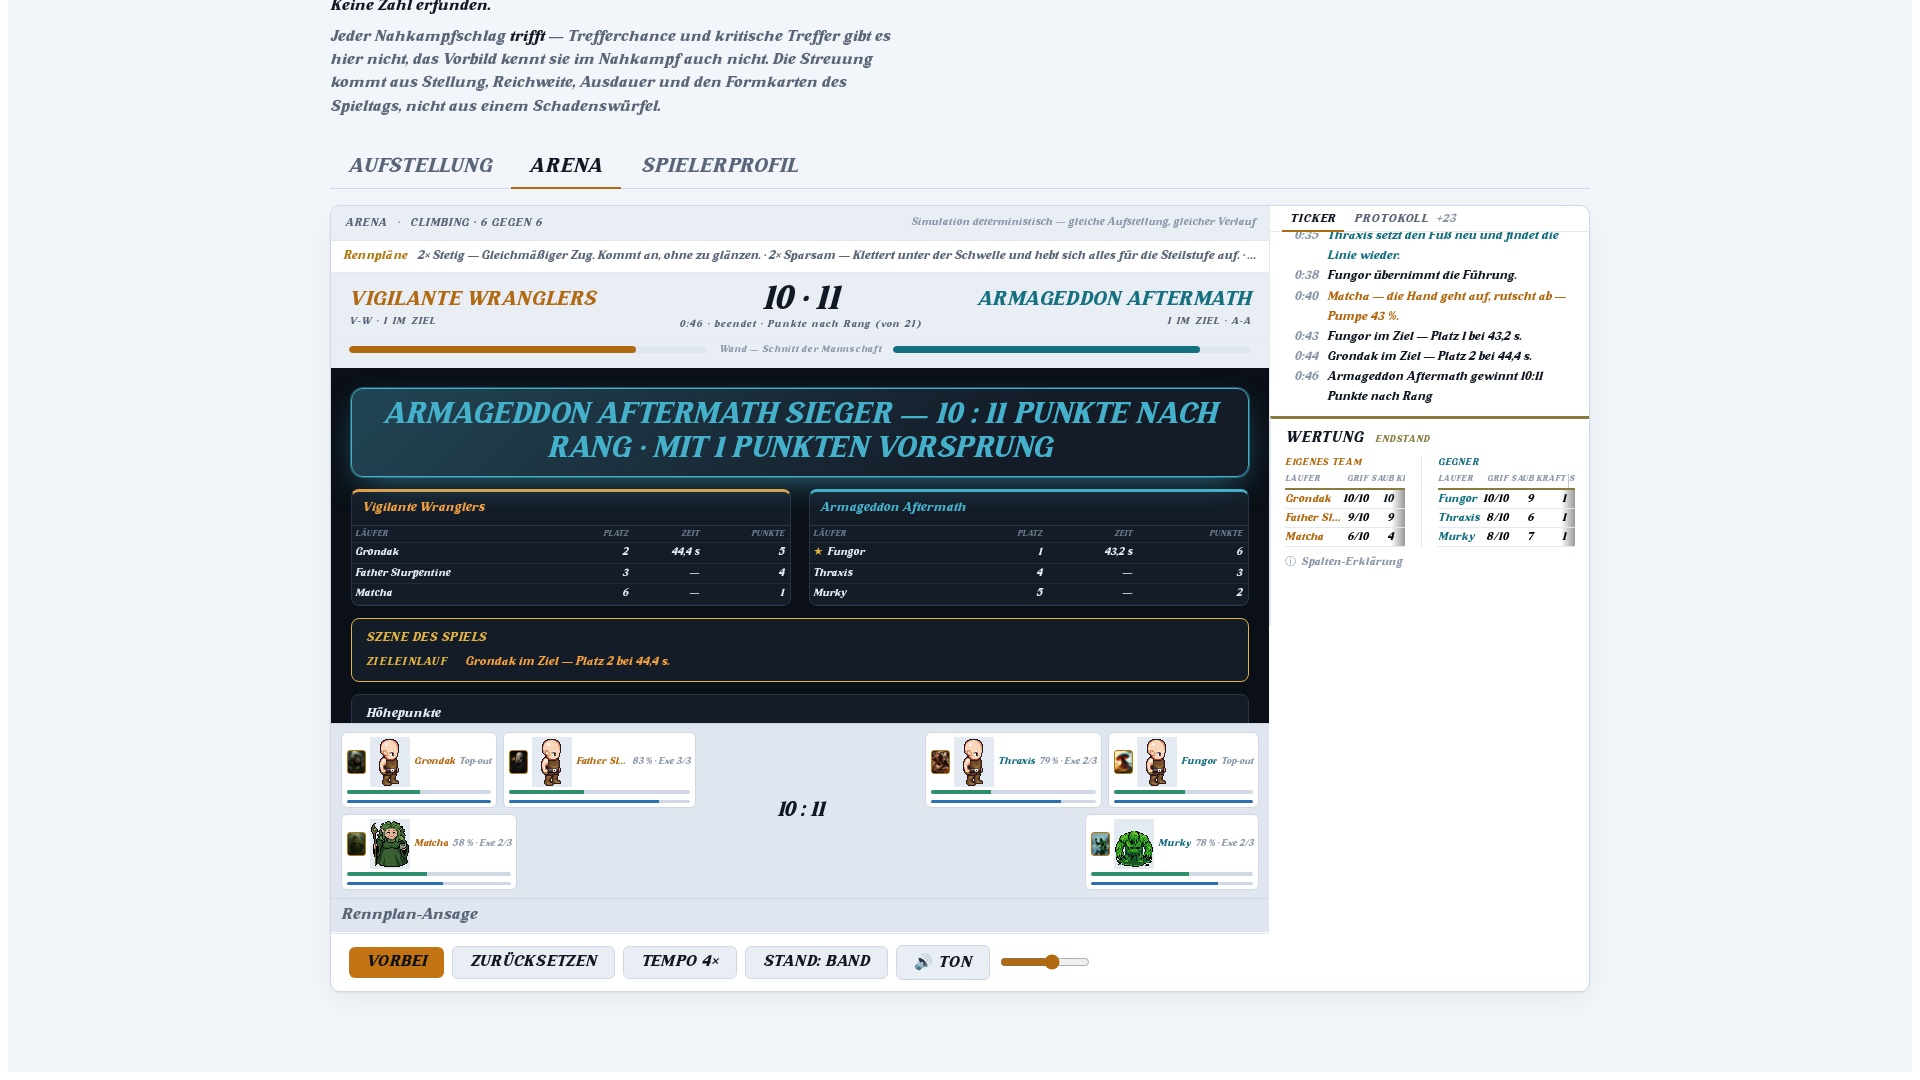 Keine Zahl erfunden.
Jeder Nahkampfschlag trifft — Trefferchance und kritische Treffer gibt es
hier nicht, das Vorbild kennt sie im Nahkampf auch nicht. Die Streuung
kommt aus Stellung, Reichweite, Ausdauer und den Formkarten des
Spieltags, nicht aus einem Schadenswürfel.
AUFSTELLUNG ARENA SPIELERPROFIL
ARENA · CLIMBING · 6 GEGEN 6 Simulation deterministisch — gleiche Aufstellung, gleicher Verlauf
Rennpläne 2× Stetig — Gleichmäßiger Zug. Kommt an, ohne zu glänzen. · 2× Sparsam — Klettert unter der Schwelle und hebt sich alles für die Steilstufe auf. · …
VIGILANTE WRANGLERS 10 · 11 ARMAGEDDON AFTERMATH
V-W · 1 IM ZIEL 0:46 · beendet · Punkte nach Rang (von 21) 1 IM ZIEL · A-A
Wand — Schnitt der Mannschaft
ARMAGEDDON AFTERMATH SIEGER — 10 : 11 PUNKTE NACH
RANG · MIT 1 PUNKTEN VORSPRUNG
Vigilante Wranglers
LÄUFER PLATZ ZEIT PUNKTE
Grondak 2 44,4 s 5
Father Slurpentine 3 — 4
Matcha 6 — 1
Armageddon Aftermath
LÄUFER PLATZ ZEIT PUNKTE
★ Fungor 1 43,2 s 6
Thraxis 4 — 3
Murky 5 — 2
SZENE DES SPIELS
ZIELEINLAUF Grondak im Ziel — Platz 2 bei 44,4 s.
Höhepunkte
Grondak Top-out
Father Sl… 83 % · Exe 3/3
Thraxis 79 % · Exe 2/3
Fungor Top-out
10 : 11
Matcha 58 % · Exe 2/3
Murky 78 % · Exe 2/3
Rennplan-Ansage
VORBEI ZURÜCKSETZEN TEMPO 4× STAND: BAND 🔊 TON
TICKER PROTOKOLL +23
0:35 Thraxis setzt den Fuß neu und findet die
Linie wieder.
0:38 Fungor übernimmt die Führung.
0:40 Matcha — die Hand geht auf, rutscht ab —
Pumpe 43 %.
0:43 Fungor im Ziel — Platz 1 bei 43,2 s.
0:44 Grondak im Ziel — Platz 2 bei 44,4 s.
0:46 Armageddon Aftermath gewinnt 10:11
Punkte nach Rang
WERTUNG ENDSTAND
EIGENES TEAM
LÄUFER GRIF SAUB
Grondak 10/10 10
Father Sl… 9/10 9
Matcha 6/10 4
GEGNER
LÄUFER GRIF SAUB KRAFT S
Fungor 10/10 9 1
Thraxis 8/10 6 1
Murky 8/10 7 1
ⓘ Spalten-Erklärung